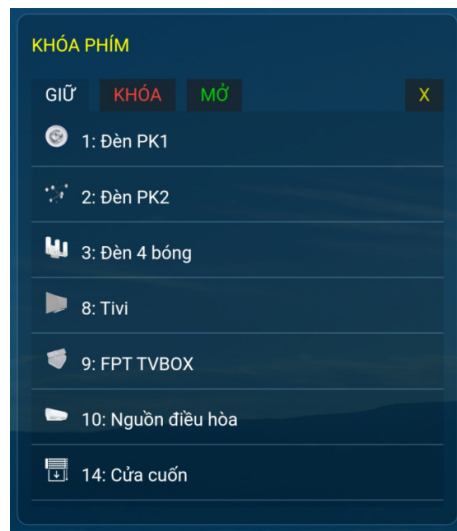 KHÓA PHÍM
GIỮ KHÓA MỞ X
1: Đèn PK1
2: Đèn PK2
3: Đèn 4 bóng
8: Tivi
9: FPT TVBOX
10: Nguồn điều hòa
14: Cửa cuốn